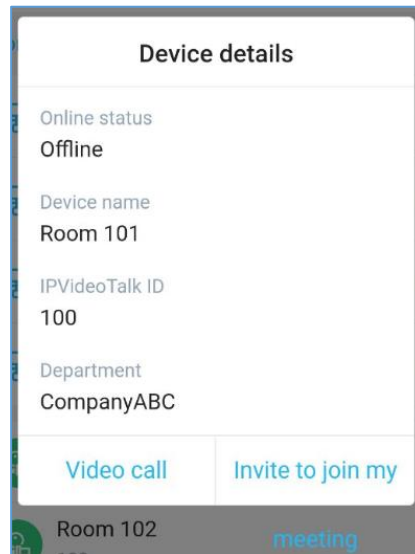 Device details
Online status
Offline
Device name
Room 101
IPVideoTalk ID
100
Department
CompanyABC
Video call
Invite to join my
Room 102
meeting